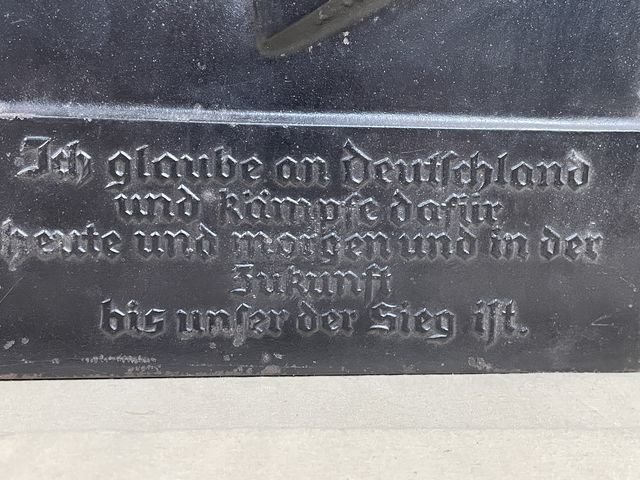 Ich glaube an Deutschland
und kämpfe dafür
heute und morgen und in der
Zukunft
bis unser der Sieg ist.